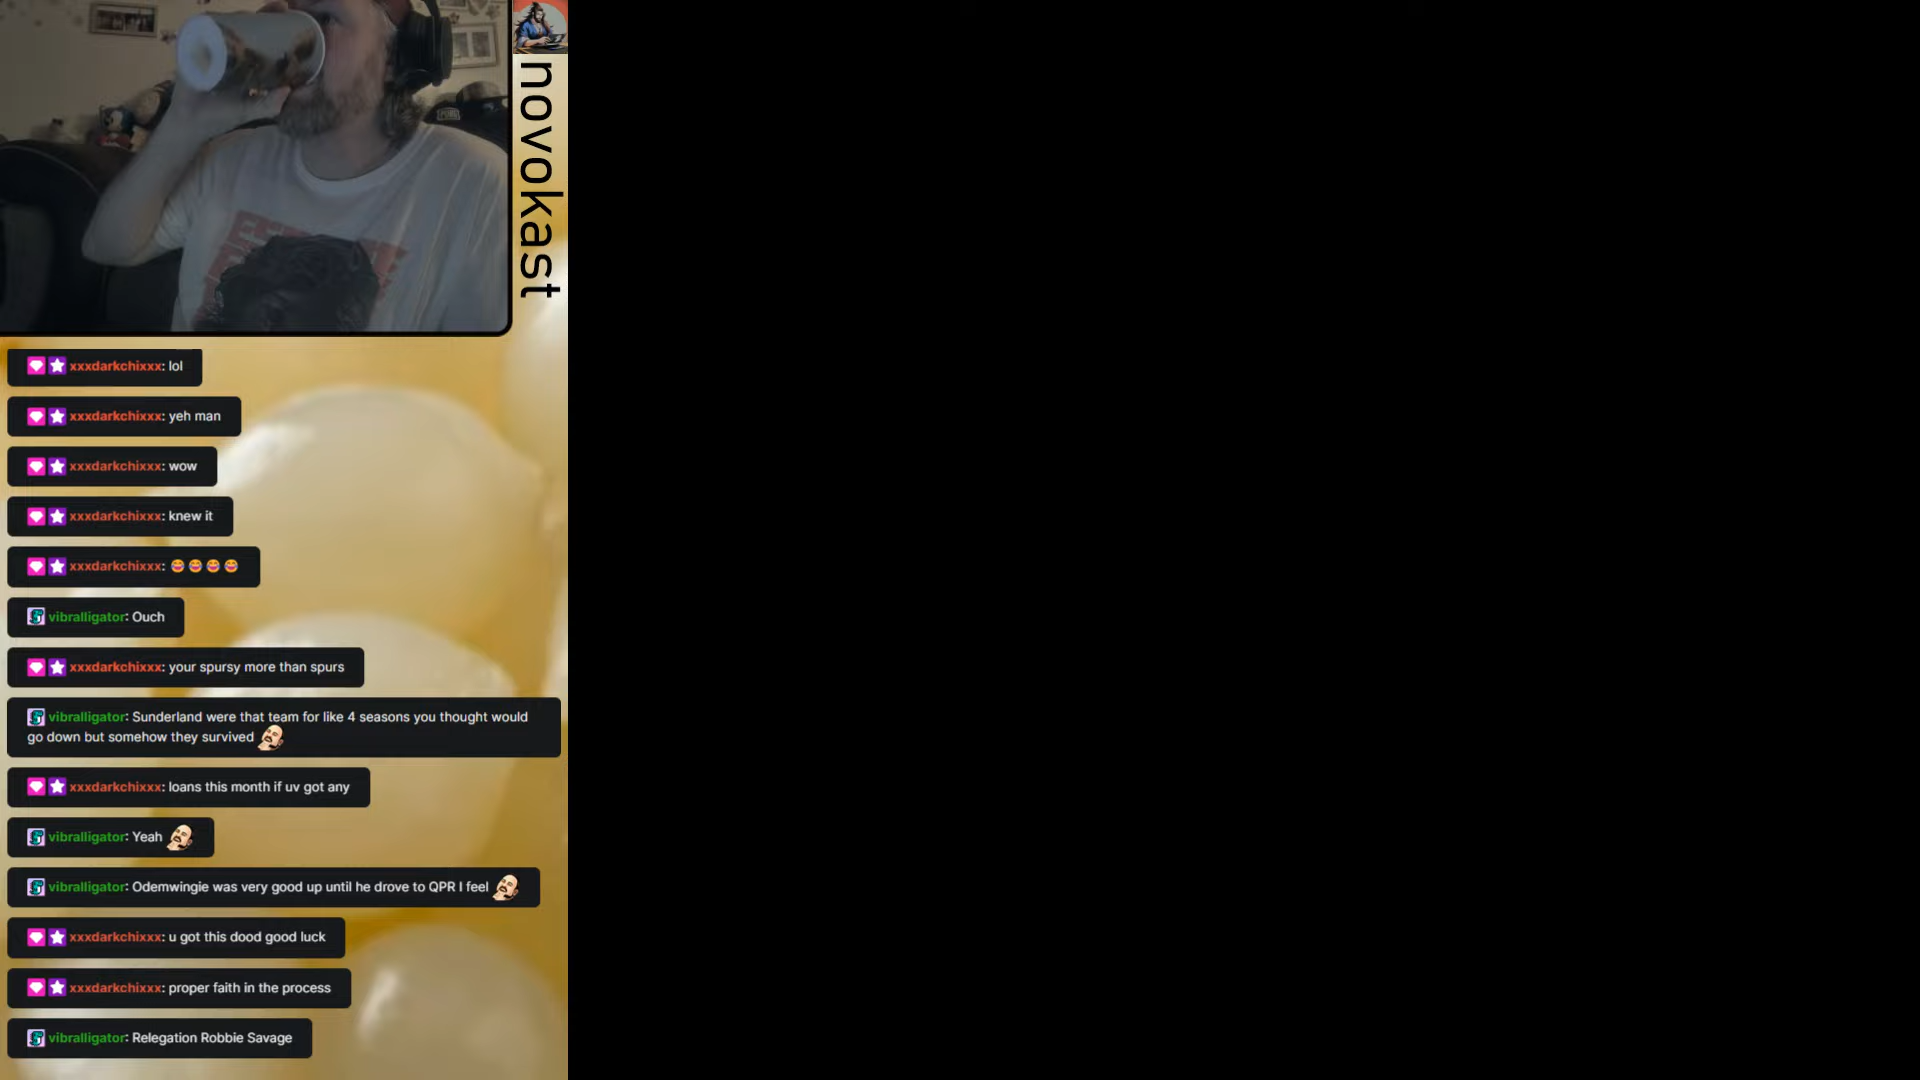 novokast
xxxdarkchixxx: lol
xxxdarkchixxx: yeh man
xxxdarkchixxx: wow
xxxdarkchixxx: knew it
xxxdarkchixxx: 😂😂😂😂
vibralligator: Ouch
xxxdarkchixxx: your spursy more than spurs
vibralligator: Sunderland were that team for like 4 seasons you thought would
go down but somehow they survived
xxxdarkchixxx: loans this month if uv got any
vibralligator: Yeah
vibralligator: Odemwingie was very good up until he drove to QPR I feel
xxxdarkchixxx: u got this dood good luck
xxxdarkchixxx: proper faith in the process
vibralligator: Relegation Robbie Savage